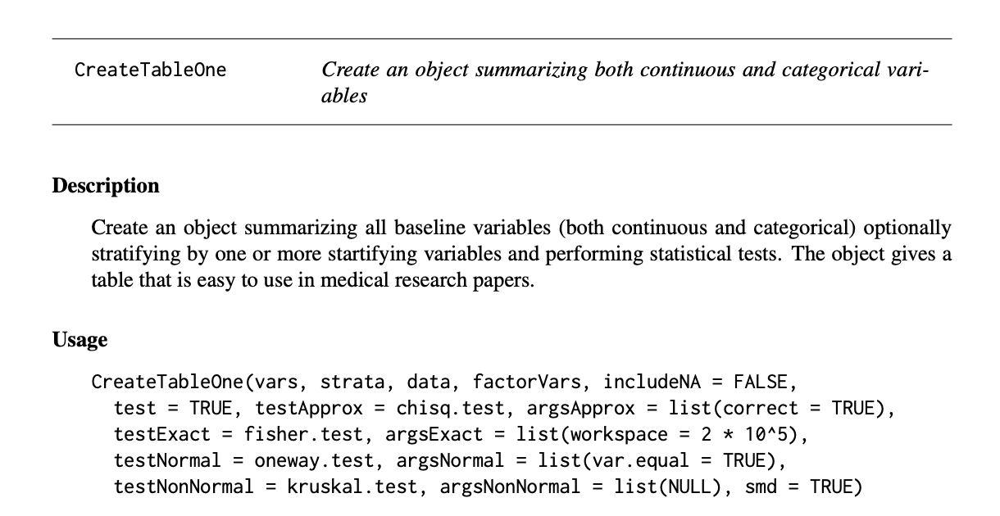 CreateTableOne
Create an object summarizing both continuous and categorical vari-
ables
Description
Create an object summarizing all baseline variables (both continuous and categorical) optionally
stratifying by one or more startifying variables and performing statistical tests. The object gives a
table that is easy to use in medical research papers.
Usage
CreateTableOne(vars, strata, data, factorVars, includeNA = FALSE,
test = TRUE, testApprox = chisq.test, argsApprox = list(correct = TRUE),
testExact = fisher.test, argsExact = list(workspace = 2 * 10^5),
testNormal = oneway.test, argsNormal = list(var.equal = TRUE),
testNonNormal = kruskal.test, argsNonNormal = list(NULL), smd = TRUE)